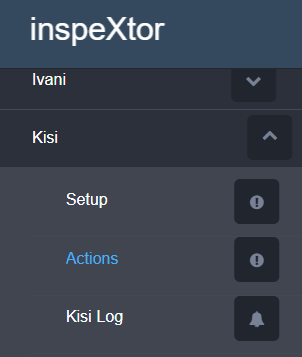 inspeXtor
Ivani
Kisi
Setup
Actions
Kisi Log